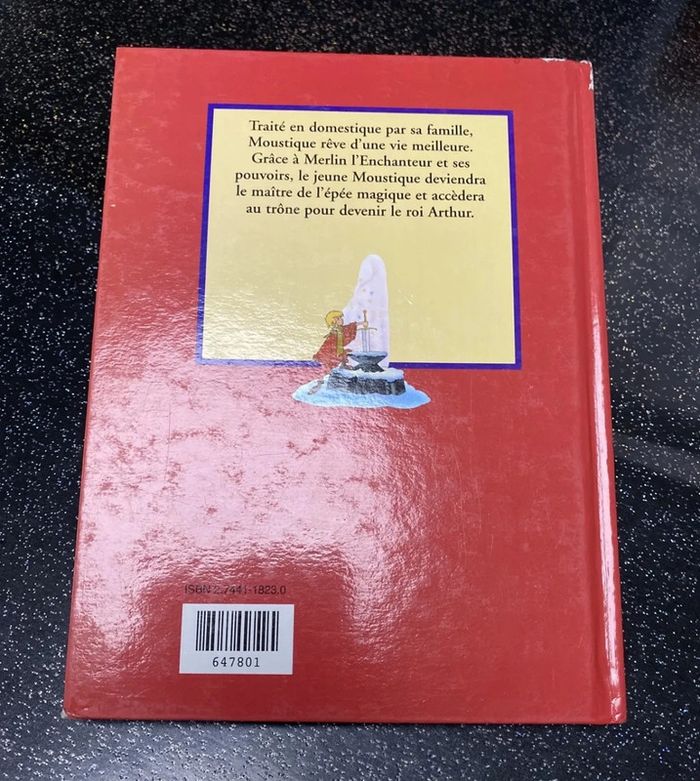 Traité en domestique par sa famille,
Moustique rêve d'une vie meilleure.
Grâce à Merlin l'Enchanteur et ses
pouvoirs, le jeune Moustique deviendra
le maître de l'épée magique et accèdera
au trône pour devenir le roi Arthur.
ISBN 2.7441-1823.0
647801